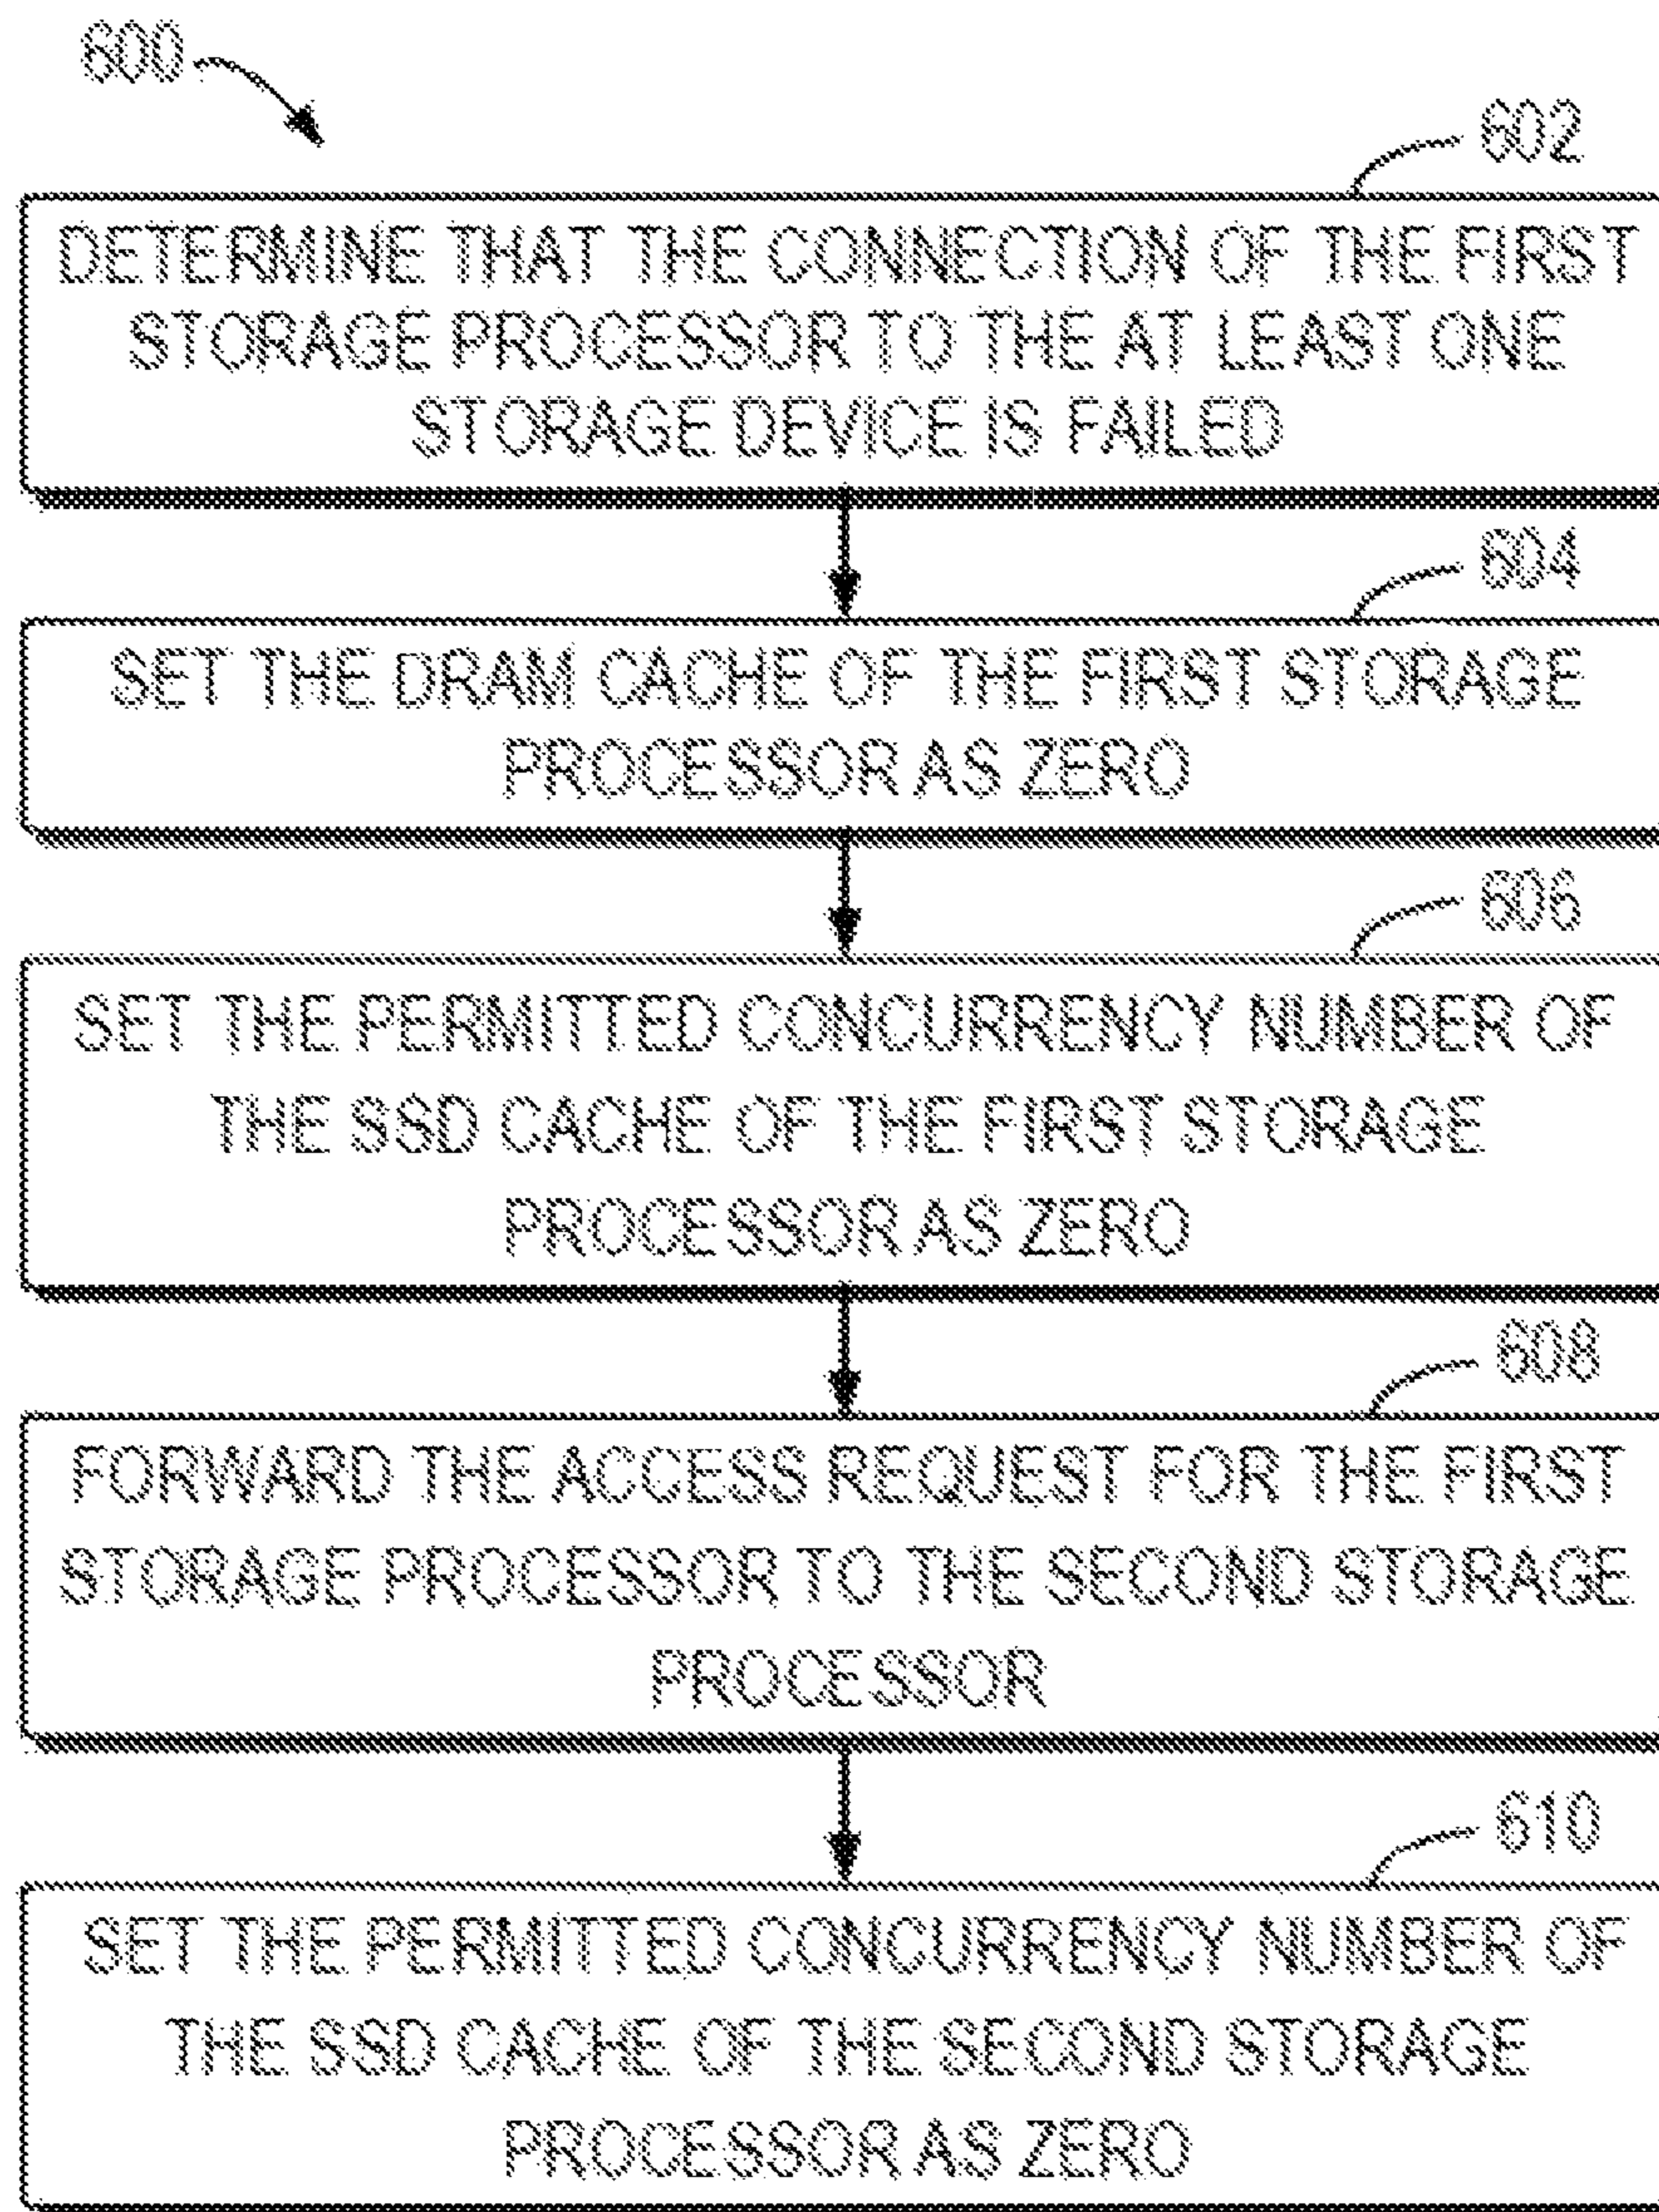 600
602
DETERMINE THAT THE CONNECTION OF THE FIRST
STORAGE PROCESSOR TO THE AT LEAST ONE
STORAGE DEVICE IS FAILED
604
SET THE DRAM CACHE OF THE FIRST STORAGE
PROCESSOR AS ZERO
606
SET THE PERMITTED CONCURRENCY NUMBER OF
THE SSD CACHE OF THE FIRST STORAGE
PROCESSOR AS ZERO
608
FORWARD THE ACCESS REQUEST FOR THE FIRST
STORAGE PROCESSOR TO THE SECOND STORAGE
PROCESSOR
610
SET THE PERMITTED CONCURRENCY NUMBER OF
THE SSD CACHE OF THE SECOND STORAGE
PROCESSOR AS ZERO